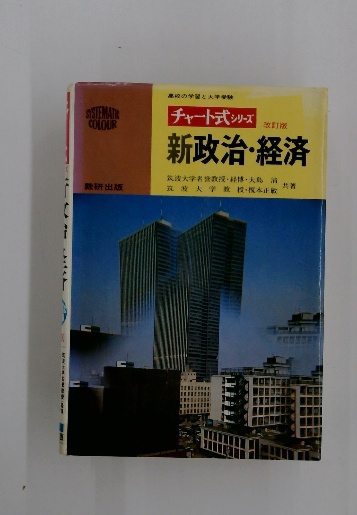 高校の学習と大学受験
SYSTEMATIC
COLOUR
チャート式シリーズ
改訂版
新政治・経済
筑波大学名誉教授・経博・大島 清
筑波大学教授・榎本正敏
共著
数研出版